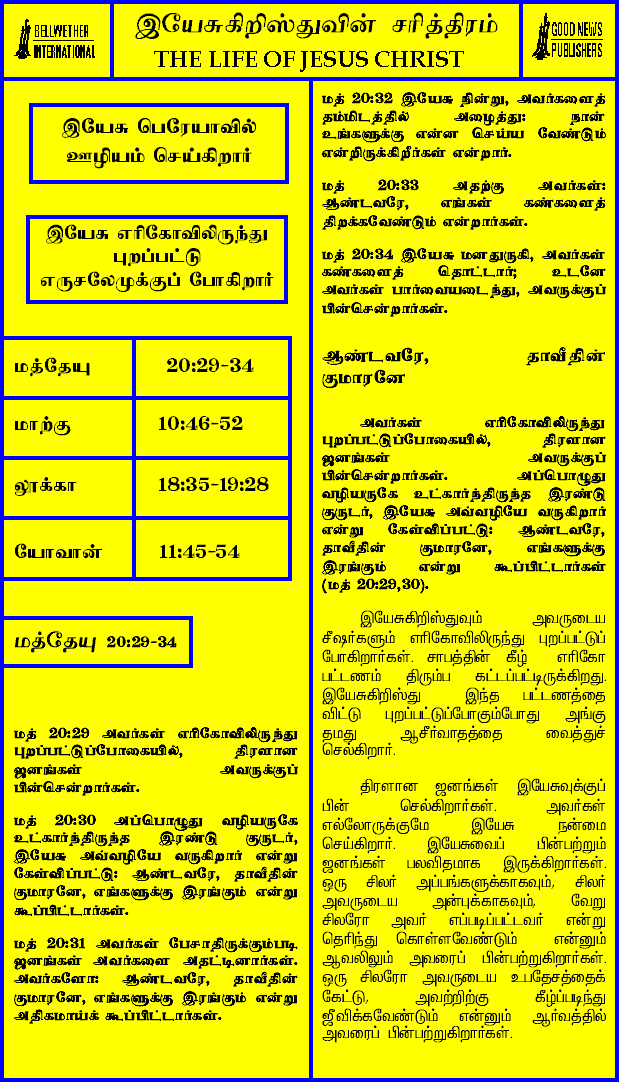 BELLWETHER
INTERNATIONAL
இயேசுகிறிஸ்துவின் சரித்திரம்
THE LIFE OF JESUS CHRIST
GOOD NEWS
PUBLISHERS
இயேசு பெரேயாவில்
ஊழியம் செய்கிறார்
இயேசு எரிகோவிலிருந்து
புறப்பட்டு
எருசலேமுக்குப் போகிறார்
மத்தேயு 20:29-34
மாற்கு 10:46-52
லூக்கா 18:35-19:28
யோவான் 11:45-54
மத்தேயு 20:29-34
மத் 20:29 அவர்கள் எரிகோவிலிருந்து
புறப்பட்டுப்போகையில், திரளான
ஜனங்கள் அவருக்குப்
பின்சென்றார்கள்.
மத் 20:30 அப்பொழுது வழியருகே
உட்கார்ந்திருந்த இரண்டு குருடர்,
இயேசு அவ்வழியே வருகிறார் என்று
கேள்விப்பட்டு: ஆண்டவரே, தாவீதின்
குமாரனே, எங்களுக்கு இரங்கும் என்று
கூப்பிட்டார்கள்.
மத் 20:31 அவர்கள் பேசாதிருக்கும்படி
ஜனங்கள் அவர்களை அதட்டினார்கள்.
அவர்களோ: ஆண்டவரே, தாவீதின்
குமாரனே, எங்களுக்கு இரங்கும் என்று
அதிகமாய்க் கூப்பிட்டார்கள்.
மத் 20:32 இயேசு நின்று, அவர்களைத்
தம்மிடத்தில் அழைத்து: நான்
உங்களுக்கு என்ன செய்ய வேண்டும்
என்றிருக்கிறீர்கள் என்றார்.
மத் 20:33 அதற்கு அவர்கள்:
ஆண்டவரே, எங்கள் கண்களைத்
திறக்கவேண்டும் என்றார்கள்.
மத் 20:34 இயேசு மனதுருகி, அவர்கள்
கண்களைத் தொட்டார்; உடனே
அவர்கள் பார்வையடைந்து, அவருக்குப்
பின்சென்றார்கள்.
ஆண்டவரே, தாவீதின்
குமாரனே
அவர்கள் எரிகோவிலிருந்து
புறப்பட்டுப்போகையில், திரளான
ஜனங்கள் அவருக்குப்
பின்சென்றார்கள். அப்பொழுது
வழியருகே உட்கார்ந்திருந்த இரண்டு
குருடர், இயேசு அவ்வழியே வருகிறார்
என்று கேள்விப்பட்டு: ஆண்டவரே,
தாவீதின் குமாரனே, எங்களுக்கு
இரங்கும் என்று கூப்பிட்டார்கள்
(மத் 20:29,30).
இயேசுகிறிஸ்துவும் அவருடைய
சீஷர்களும் எரிகோவிலிருந்து புறப்பட்டுப்
போகிறார்கள். சாபத்தின் கீழ் எரிகோ
பட்டணம் திரும்ப கட்டப்பட்டிருக்கிறது.
இயேசுகிறிஸ்து இந்த பட்டணத்தை
விட்டு புறப்பட்டுப்போகும்போது அங்கு
தமது ஆசீர்வாதத்தை வைத்துச்
செல்கிறார்.
திரளான ஜனங்கள் இயேசுவுக்குப்
பின் செல்கிறார்கள். அவர்கள்
எல்லோருக்குமே இயேசு நன்மை
செய்கிறார். இயேசுவைப் பின்பற்றும்
ஜனங்கள் பலவிதமாக இருக்கிறார்கள்.
ஒரு சிலர் அப்பங்களுக்காகவும், சிலர்
அவருடைய அன்புக்காகவும், வேறு
சிலரோ அவர் எப்படிப்பட்டவர் என்று
தெரிந்து கொள்ளவேண்டும் என்னும்
ஆவலிலும் அவரைப் பின்பற்றுகிறார்கள்.
ஒரு சிலரோ அவருடைய உபதேசத்தைக்
கேட்டு, அவற்றிற்கு கீழ்ப்படிந்து
ஜீவிக்கவேண்டும் என்னும் ஆர்வத்தில்
அவரைப் பின்பற்றுகிறார்கள்.